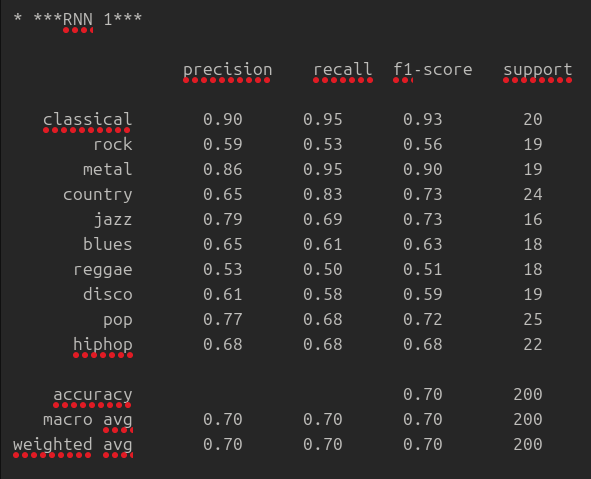 * ***RNN 1***
precision recall f1-score support
classical 0.90 0.95 0.93 20
rock 0.59 0.53 0.56 19
metal 0.86 0.95 0.90 19
country 0.65 0.83 0.73 24
jazz 0.79 0.69 0.73 16
blues 0.65 0.61 0.63 18
reggae 0.53 0.50 0.51 18
disco 0.61 0.58 0.59 19
pop 0.77 0.68 0.72 25
hiphop 0.68 0.68 0.68 22
accuracy 0.70 200
macro avg 0.70 0.70 0.70 200
weighted avg 0.70 0.70 0.70 200